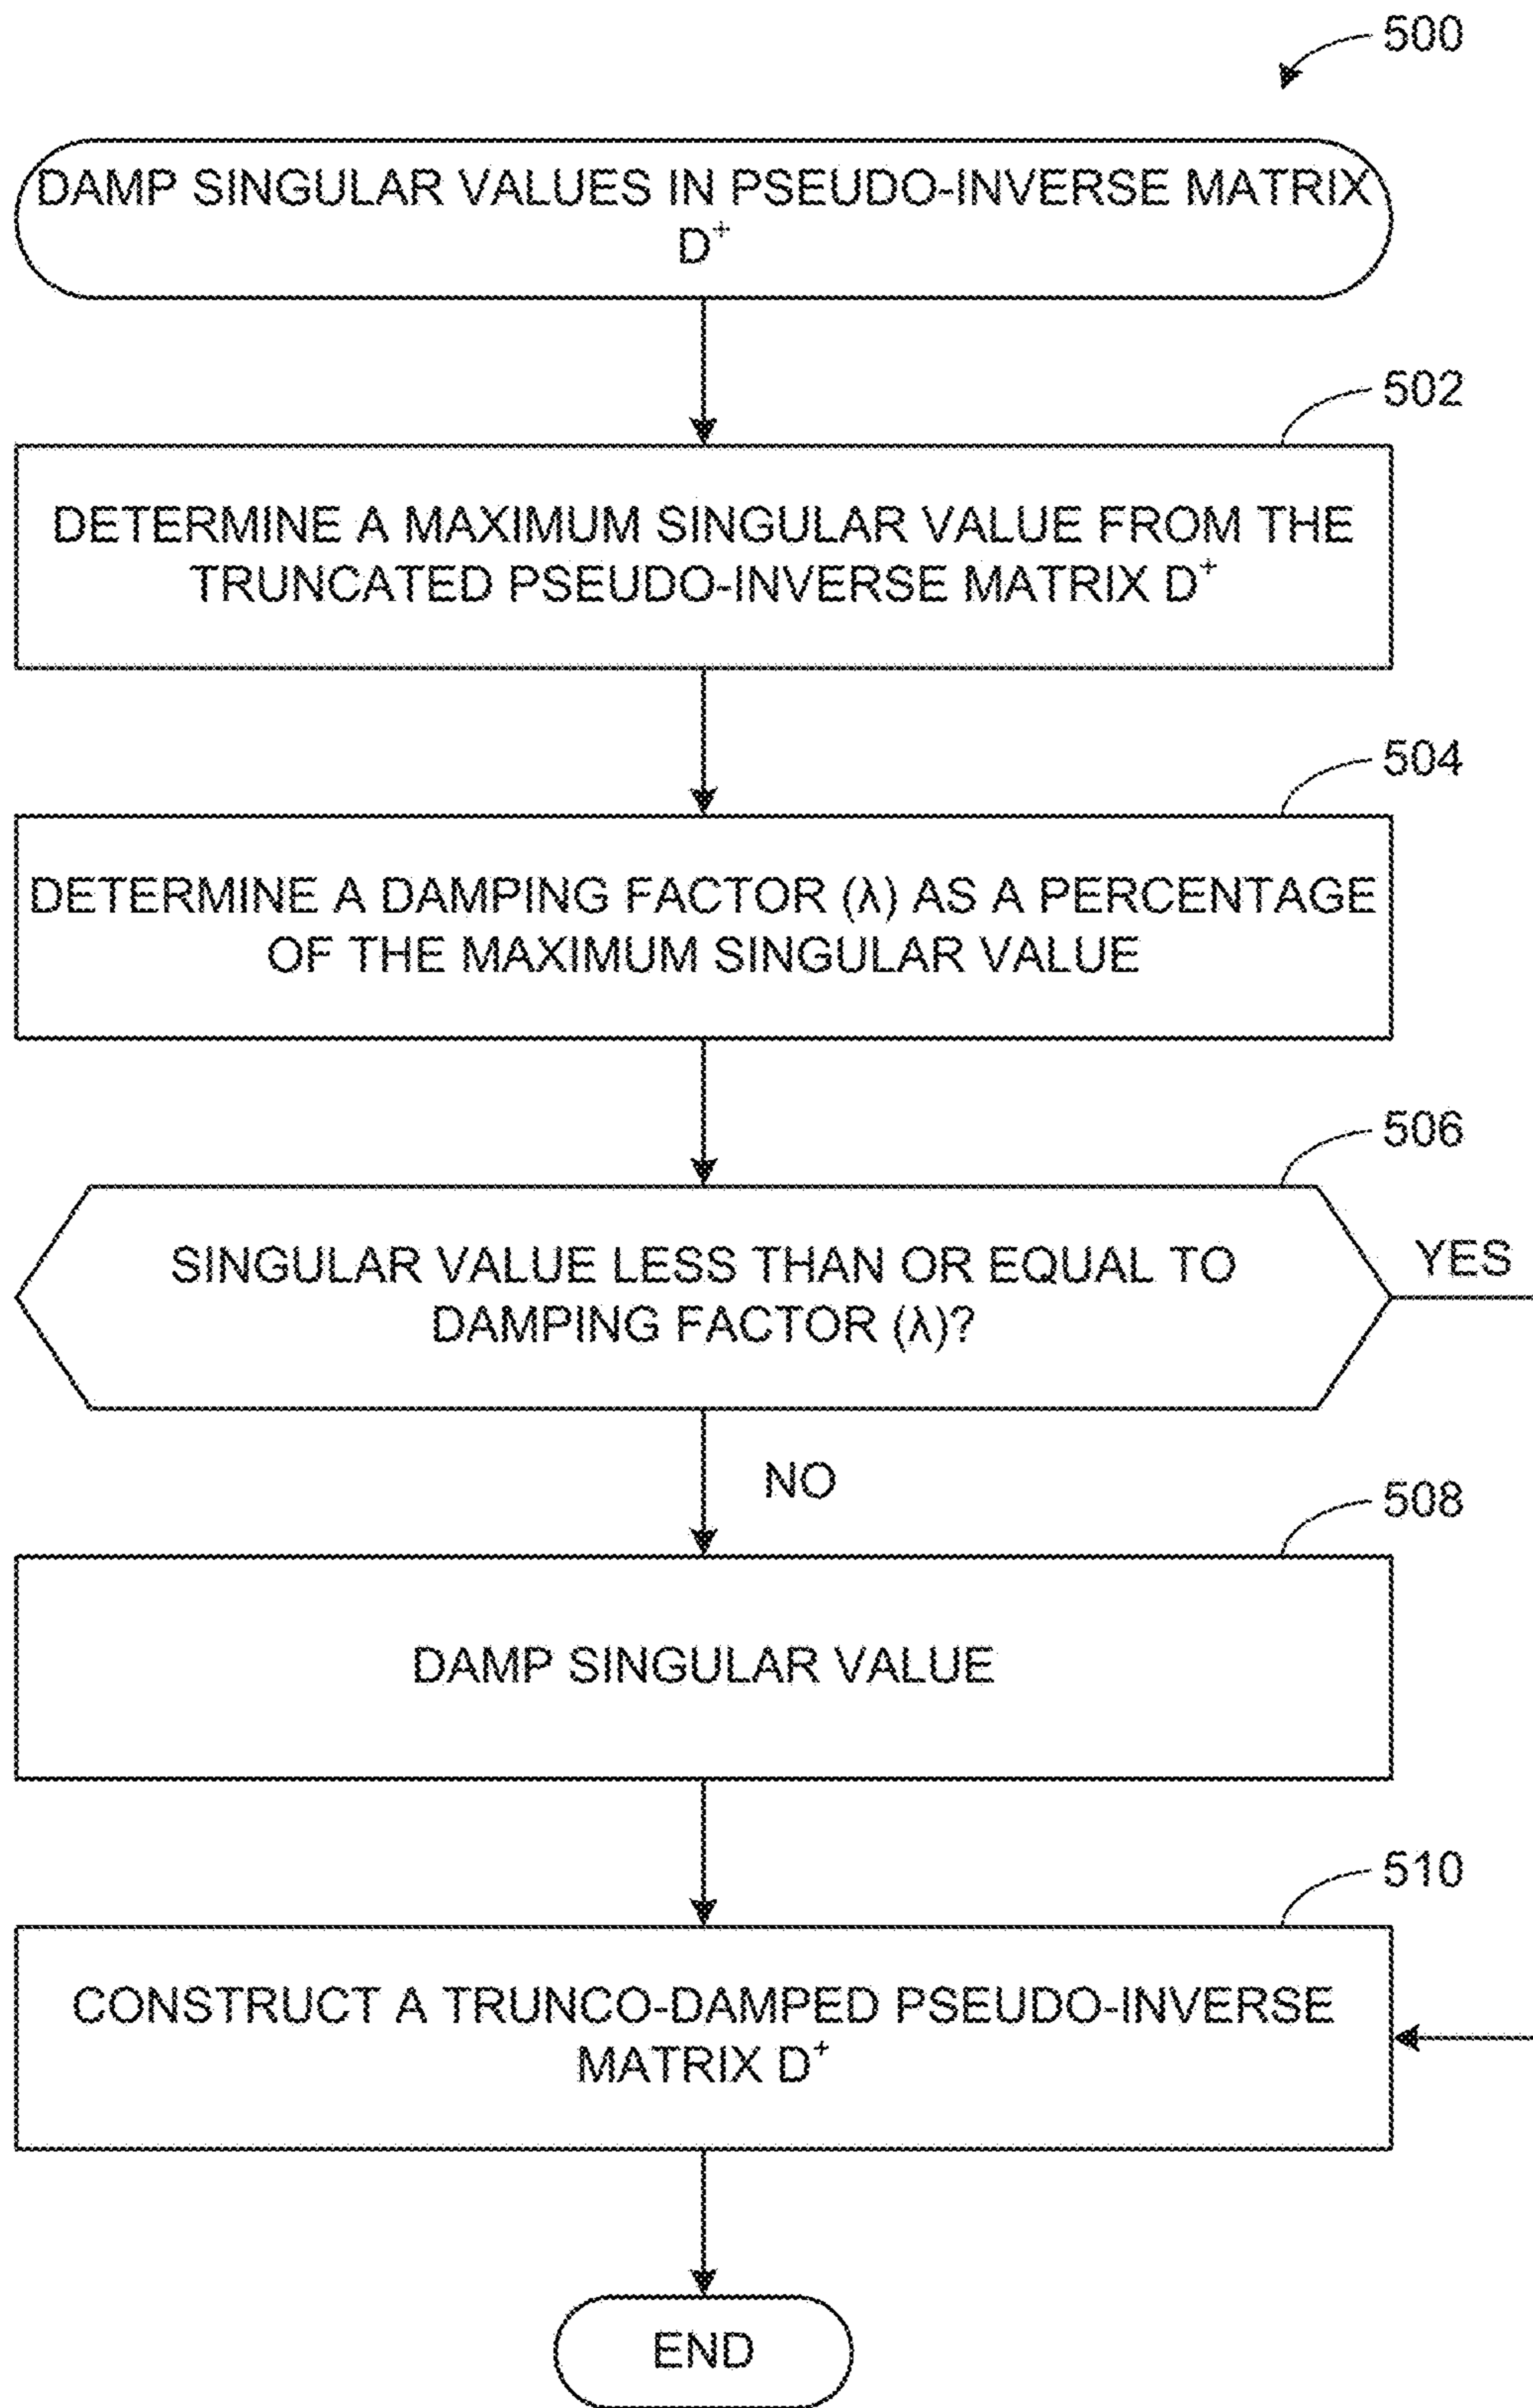 500
DAMP SINGULAR VALUES IN PSEUDO-INVERSE MATRIX
D⁺
502
DETERMINE A MAXIMUM SINGULAR VALUE FROM THE
TRUNCATED PSEUDO-INVERSE MATRIX D⁺
504
DETERMINE A DAMPING FACTOR (λ) AS A PERCENTAGE
OF THE MAXIMUM SINGULAR VALUE
506
SINGULAR VALUE LESS THAN OR EQUAL TO
DAMPING FACTOR (λ)?
YES
NO
508
DAMP SINGULAR VALUE
510
CONSTRUCT A TRUNCO-DAMPED PSEUDO-INVERSE
MATRIX D⁺
END